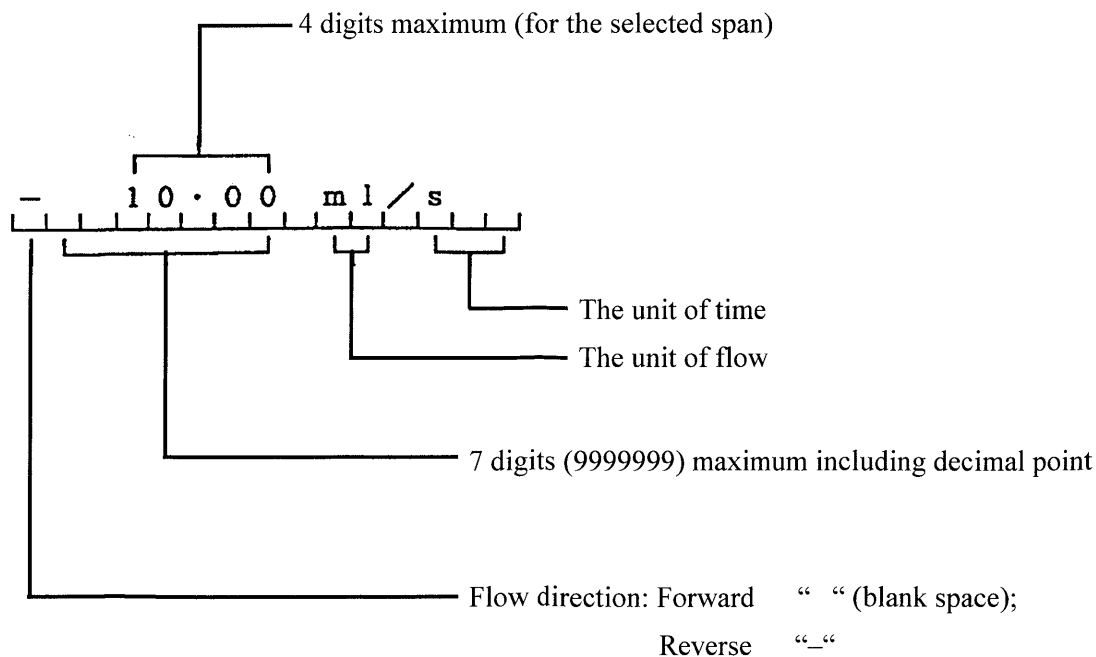 4 digits maximum (for the selected span)
– 10.00 ml/s
The unit of time
The unit of flow
7 digits (9999999) maximum including decimal point
Flow direction: Forward “ “ (blank space);
Reverse “–“